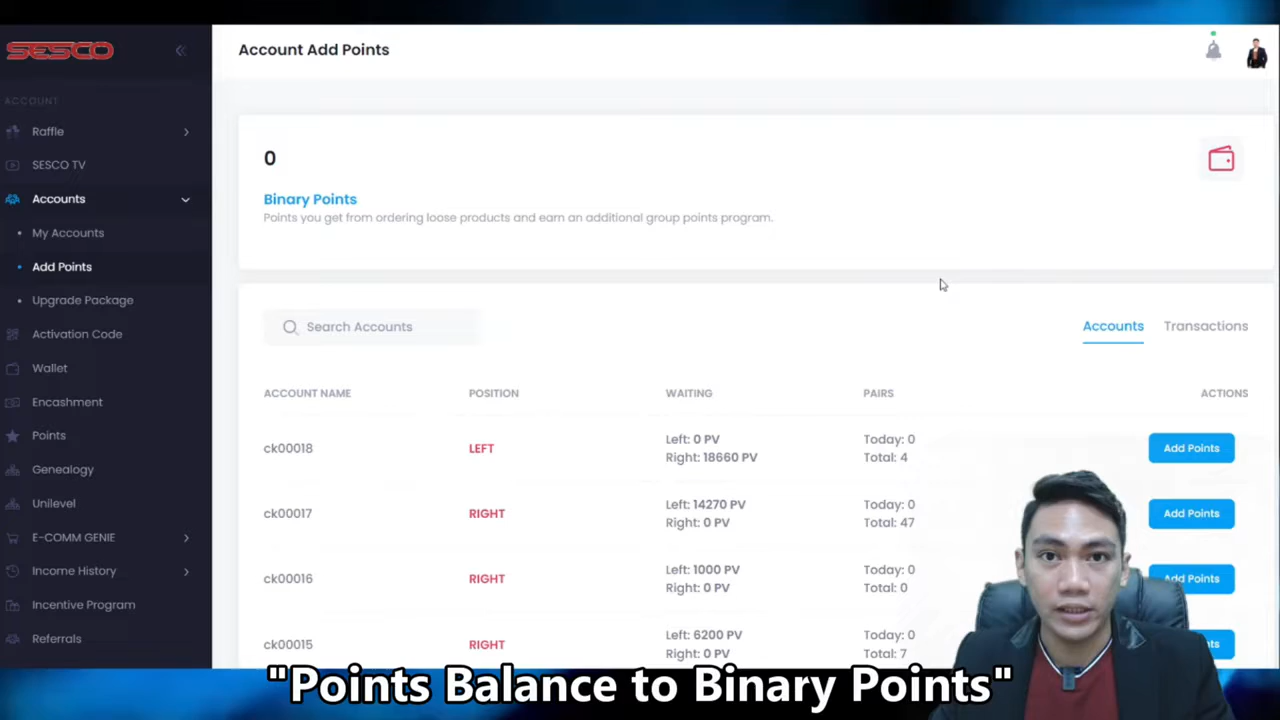 SESCO
Account Add Points
ACCOUNT
Raffle
SESCO TV
Accounts
My Accounts
Add Points
Upgrade Package
Activation Code
Wallet
Encashment
Points
Genealogy
Unilevel
E-COMM GENIE
Income History
Incentive Program
Referrals
0
Binary Points
Points you get from ordering loose products and earn an additional group points program.
Search Accounts
Accounts Transactions
ACCOUNT NAME POSITION WAITING PAIRS ACTIONS
ck00018 LEFT Left: 0 PV Today: 0 Add Points
Right: 18660 PV Total: 4
ck00017 RIGHT Left: 14270 PV Today: 0 Add Points
Right: 0 PV Total: 47
ck00016 RIGHT Left: 1000 PV Today: 0 Add Points
Right: 0 PV Total: 0
ck00015 RIGHT Left: 6200 PV Today: 0
Right: 0 PV Total: 7
"Points Balance to Binary Points"